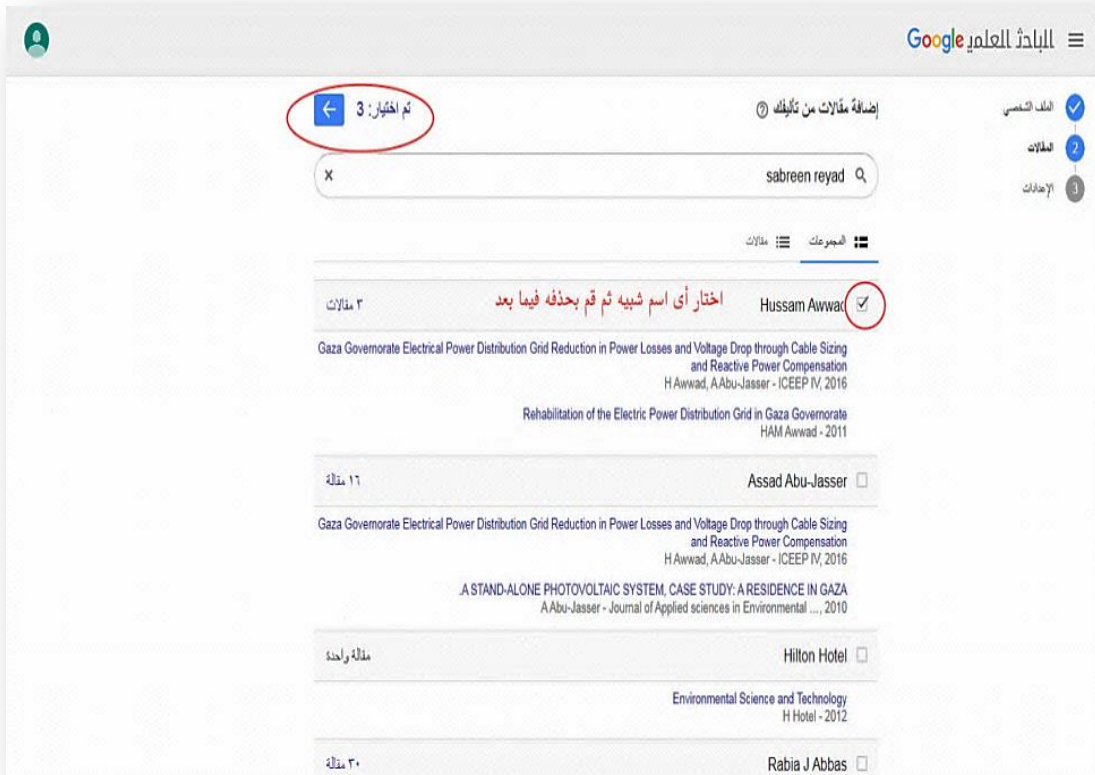 الباحث العلمي Google
الملف الشخصي
2 المقالات
3 الإعدادات
إضافة مقالات من تأليفك
تم اختيار: 3
sabreen reyad
المجموعات
مقالات
Hussam Awwad
اختار أى اسم شبيه ثم قم بحذفه فيما بعد
٣ مقالات
Gaza Governorate Electrical Power Distribution Grid Reduction in Power Losses and Voltage Drop through Cable Sizing
and Reactive Power Compensation
H Awwad, A Abu-Jasser - ICEEP IV, 2016
Rehabilitation of the Electric Power Distribution Grid in Gaza Governorate
HAM Awwad - 2011
Assad Abu-Jasser
١٦ مقالة
Gaza Governorate Electrical Power Distribution Grid Reduction in Power Losses and Voltage Drop through Cable Sizing
and Reactive Power Compensation
H Awwad, A Abu-Jasser - ICEEP IV, 2016
.A STAND-ALONE PHOTOVOLTAIC SYSTEM, CASE STUDY: A RESIDENCE IN GAZA
A Abu-Jasser - Journal of Applied sciences in Environmental ..., 2010
Hilton Hotel
مقالة واحدة
Environmental Science and Technology
H Hotel - 2012
Rabia J Abbas
٣٠ مقالة